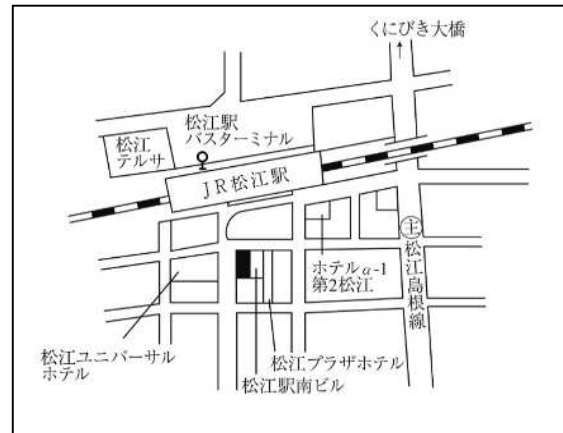 くにびき大橋
松江駅
バスターミナル
松江
テルサ
JR松江駅
主
松江島根線
ホテルα-1
第2松江
松江ユニバーサル
ホテル
松江プラザホテル
松江駅南ビル